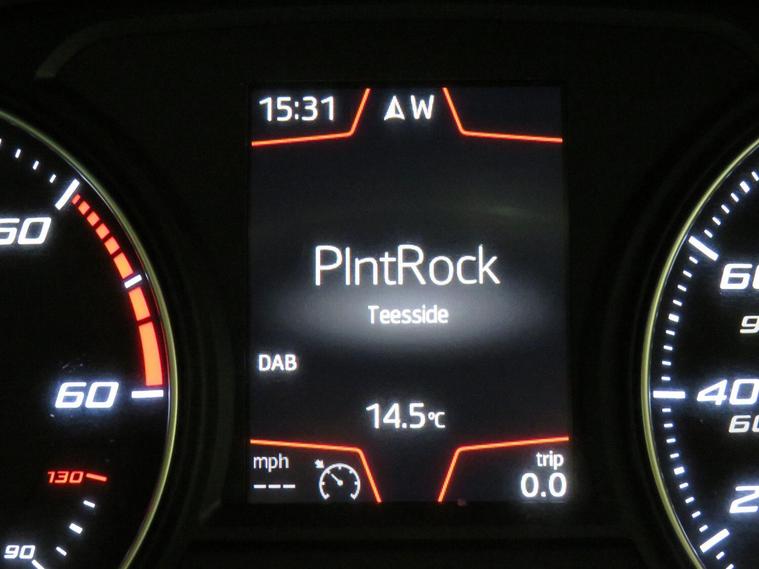 15:31 W
PlntRock
Teesside
DAB
14.5°C
mph
---
trip
0.0
60
130
90
40